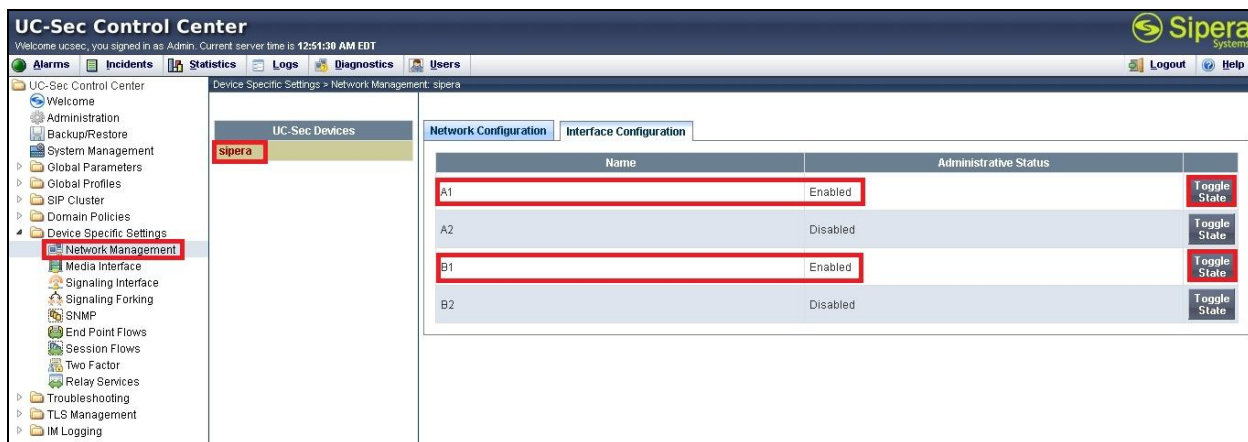 UC-Sec Control Center
Welcome ucsec, you signed in as Admin. Current server time is 12:51:30 AM EDT
Sipera
Systems
Alarms Incidents Statistics Logs Diagnostics Users Logout Help
UC-Sec Control Center
Welcome
Administration
Backup/Restore
System Management
Global Parameters
Global Profiles
SIP Cluster
Domain Policies
Device Specific Settings
Network Management
Media Interface
Signaling Interface
Signaling Forking
SNMP
End Point Flows
Session Flows
Two Factor
Relay Services
Troubleshooting
TLS Management
IM Logging
Device Specific Settings > Network Management: sipera
UC-Sec Devices
sipera
Network Configuration Interface Configuration
Name Administrative Status
A1 Enabled Toggle State
A2 Disabled Toggle State
B1 Enabled Toggle State
B2 Disabled Toggle State